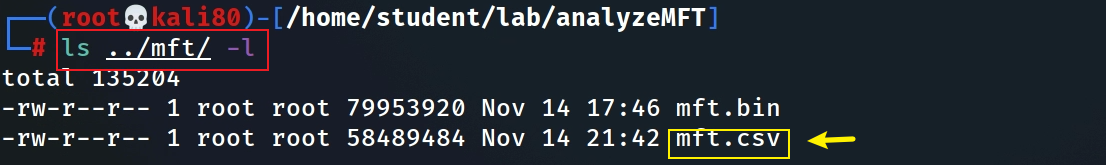 (root💀kali80)-[/home/student/lab/analyzeMFT]
# ls ../mft/ -l
total 135204
-rw-r--r-- 1 root root 79953920 Nov 14 17:46 mft.bin
-rw-r--r-- 1 root root 58489484 Nov 14 21:42 mft.csv